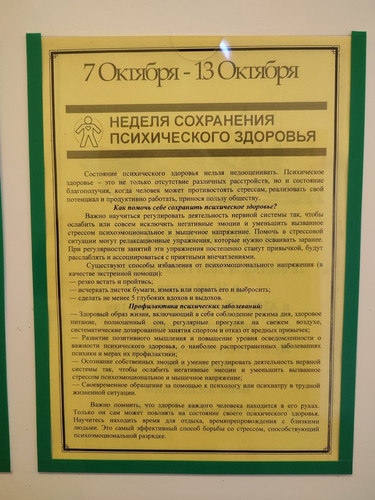 7 Октября - 13 Октября
НЕДЕЛЯ СОХРАНЕНИЯ
ПСИХИЧЕСКОГО ЗДОРОВЬЯ
Состояние психического здоровья нельзя недооценивать. Психическое
здоровье – это не только отсутствие различных расстройств, но и состояние
благополучия, когда человек может противостоять стрессам, реализовать свой
потенциал и продуктивно работать, принося пользу обществу.
Как помочь себе сохранить психическое здоровье?
Важно научиться регулировать деятельность нервной системы так, чтобы
ослабить или совсем исключить негативные эмоции и уменьшить вызванное
стрессом психоэмоциональное и мышечное напряжение. Помочь в стрессовой
ситуации могут релаксационные упражнения, которые нужно освоить заранее.
При регулярности занятий эти упражнения постепенно станут привычкой, будут
расслаблять и ассоциироваться с приятными впечатлениями.
Существуют способы избавления от психоэмоционального напряжения (в
качестве экстренной помощи):
— резко встать и пройтись;
— исчеркать листок бумаги, измять или порвать его и выбросить;
— сделать не менее 5 глубоких вдохов и выдохов.
Профилактика психических заболеваний:
— Здоровый образ жизни, включающий в себя соблюдение режима дня, здоровое
питание, полноценный сон, регулярные прогулки на свежем воздухе,
систематические дозированные занятия спортом и отказ от вредных привычек;
— Развитие позитивного мышления и повышение уровня осведомленности о
важности психического здоровья, о наиболее распространенных заболеваниях
психики и мерах их профилактики;
— Осознание собственных эмоций и умение регулировать деятельность нервной
системы так, чтобы ослабить негативные эмоции и уменьшить вызванное
стрессом психоэмоциональное и мышечное напряжение;
— Своевременное обращение за помощью к психологу или психиатру в трудной
жизненной ситуации.
Важно помнить, что здоровье каждого человека находится в его руках.
Только он сам может повлиять на состояние своего психического здоровья.
Научитесь находить время для отдыха, времяпрепровождения с близкими
людьми. Это самый эффективный способ борьбы со стрессом, способствующий
психоэмоциональной разрядке.